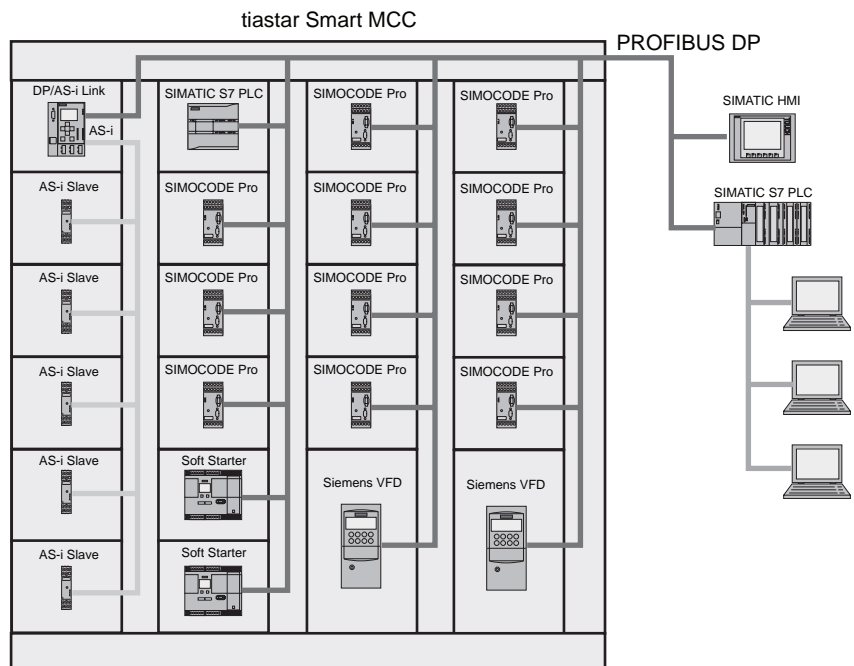 tiastar Smart MCC
PROFIBUS DP
DP/AS-i Link
SIMATIC S7 PLC
SIMOCODE Pro
SIMOCODE Pro
SIMATIC HMI
AS-i
TOUCH
AS-i Slave
SIMOCODE Pro
SIMOCODE Pro
SIMOCODE Pro
SIMATIC S7 PLC
AS-i Slave
SIMOCODE Pro
SIMOCODE Pro
SIMOCODE Pro
AS-i Slave
SIMOCODE Pro
SIMOCODE Pro
SIMOCODE Pro
AS-i Slave
Soft Starter
Siemens VFD
Siemens VFD
AS-i Slave
Soft Starter